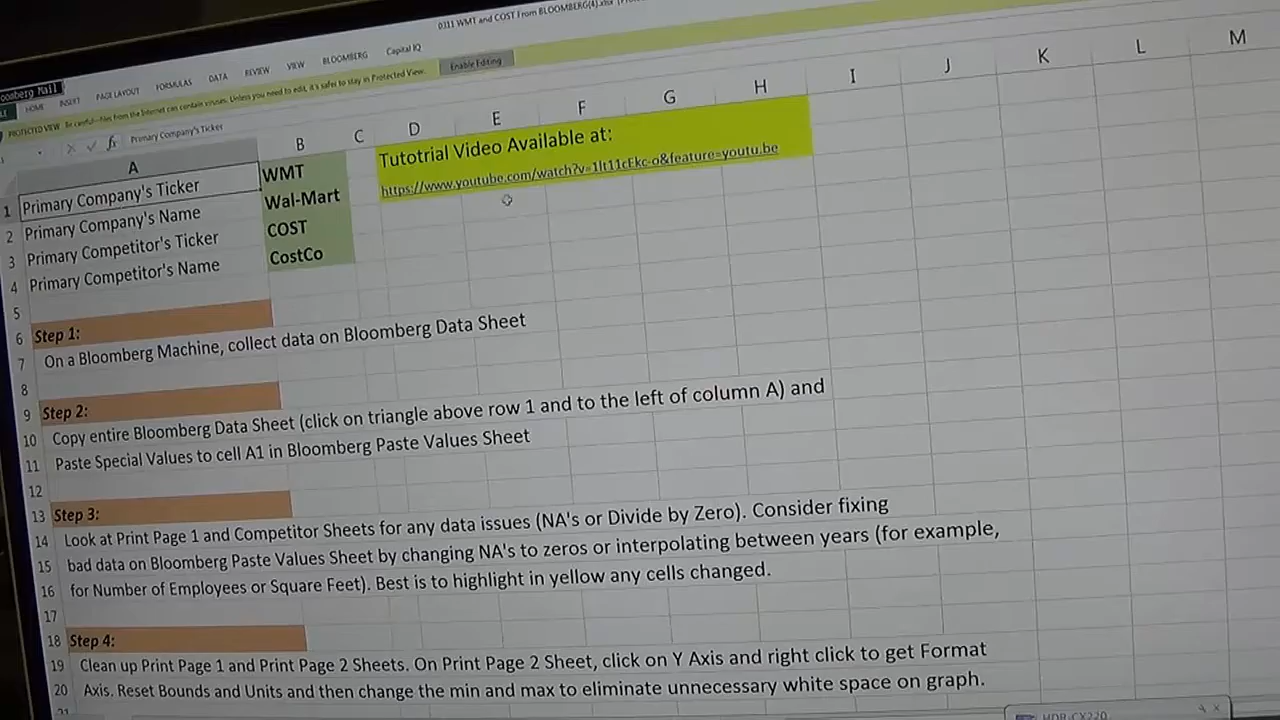 0311 WMT and COST From BLOOMBERG(4).xlsx
HOME INSERT PAGE LAYOUT FORMULAS DATA REVIEW VIEW BLOOMBERG Capital IQ
PROTECTED VIEW Be careful—files from the Internet can contain viruses. Unless you need to edit, it's safer to stay in Protected View. Enable Editing
fx Primary Company's Ticker
A B C D E F G H I J K L M
1 Primary Company's Ticker WMT Tutotrial Video Available at:
2 Primary Company's Name Wal-Mart
3 Primary Competitor's Ticker COST
4 Primary Competitor's Name CostCo
5
6 Step 1:
7 On a Bloomberg Machine, collect data on Bloomberg Data Sheet
8
9 Step 2:
10 Copy entire Bloomberg Data Sheet (click on triangle above row 1 and to the left of column A) and
11 Paste Special Values to cell A1 in Bloomberg Paste Values Sheet
12
13 Step 3:
14 Look at Print Page 1 and Competitor Sheets for any data issues (NA's or Divide by Zero). Consider fixing
15 bad data on Bloomberg Paste Values Sheet by changing NA's to zeros or interpolating between years (for example,
16 for Number of Employees or Square Feet). Best is to highlight in yellow any cells changed.
17
18 Step 4:
19 Clean up Print Page 1 and Print Page 2 Sheets. On Print Page 2 Sheet, click on Y Axis and right click to get Format
20 Axis. Reset Bounds and Units and then change the min and max to eliminate unnecessary white space on graph.